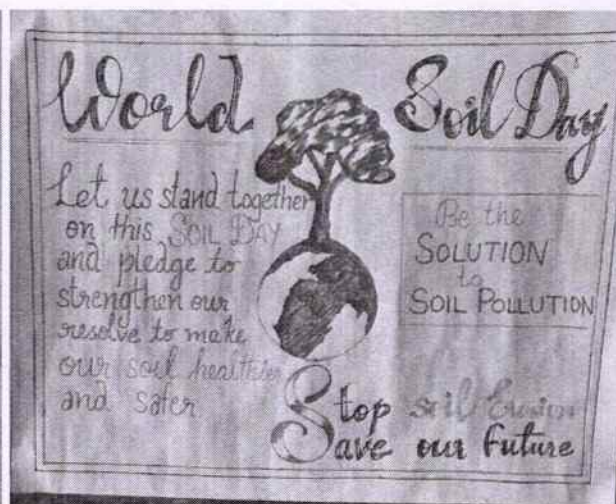 World Soil Day
Let us stand together
on this SOIL DAY
and pledge to
strengthen our
resolve to make
our soil healthier
and safer
Be the
SOLUTION
to
SOIL POLLUTION
Stop soil Erosion
Save our future